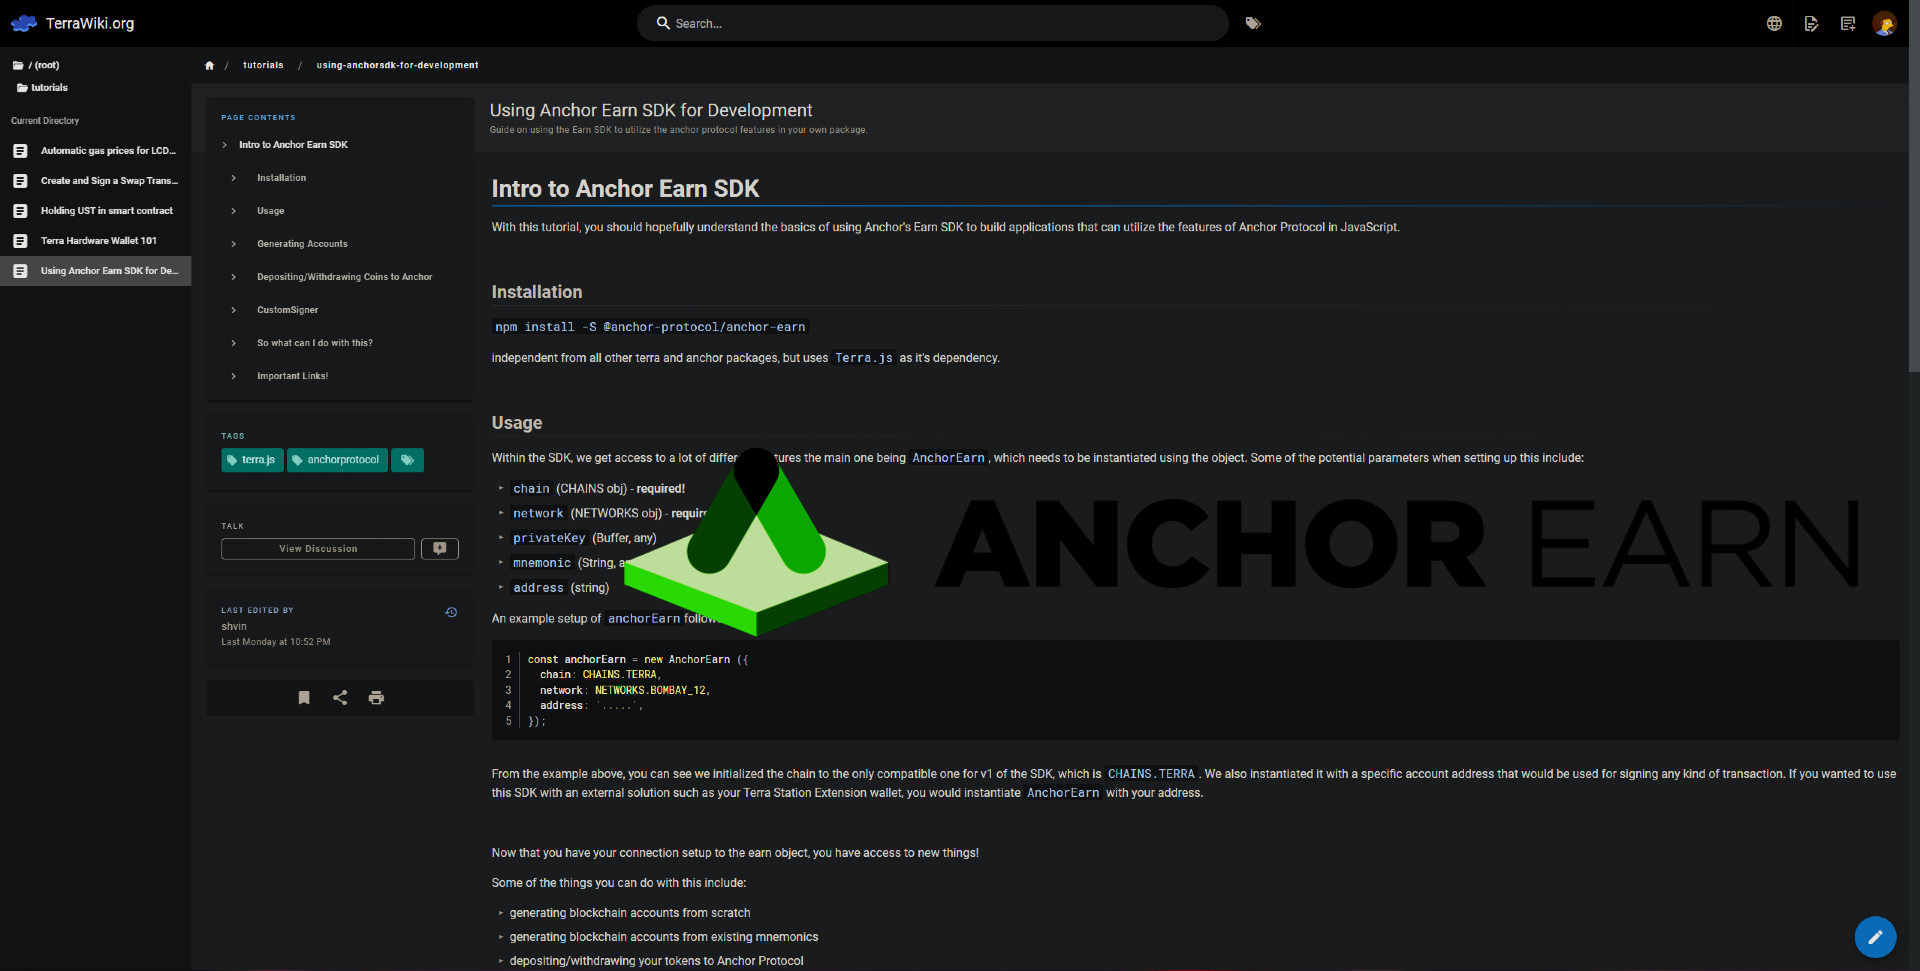 TerraWiki.org
Search...
/ (root)
tutorials
Current Directory
Automatic gas prices for LCD...
Create and Sign a Swap Trans...
Holding UST in smart contract
Terra Hardware Wallet 101
Using Anchor Earn SDK for De...
/ tutorials / using-anchorsdk-for-development
PAGE CONTENTS
Intro to Anchor Earn SDK
Installation
Usage
Generating Accounts
Depositing/Withdrawing Coins to Anchor
CustomSigner
So what can I do with this?
Important Links!
TAGS
terra.js
anchorprotocol
TALK
View Discussion
LAST EDITED BY
shvin
Last Monday at 10:52 PM
Using Anchor Earn SDK for Development
Guide on using the Earn SDK to utilize the anchor protocol features in your own package.
Intro to Anchor Earn SDK
With this tutorial, you should hopefully understand the basics of using Anchor's Earn SDK to build applications that can utilize the features of Anchor Protocol in JavaScript.
Installation
npm install -S @anchor-protocol/anchor-earn
independent from all other terra and anchor packages, but uses Terra.js as it's dependency.
Usage
Within the SDK, we get access to a lot of differ tures the main one being AnchorEarn, which needs to be instantiated using the object. Some of the potential parameters when setting up this include:
chain (CHAINS obj) - required!
network (NETWORKS obj) - require
privateKey (Buffer, any)
mnemonic (String, a
address (string)
An example setup of anchorEarn follow
ANCHOR EARN
1 const anchorEarn = new AnchorEarn ({
2 chain: CHAINS.TERRA,
3 network: NETWORKS.BOMBAY_12,
4 address: `.....`,
5 });
From the example above, you can see we initialized the chain to the only compatible one for v1 of the SDK, which is CHAINS.TERRA. We also instantiated it with a specific account address that would be used for signing any kind of transaction. If you wanted to use
this SDK with an external solution such as your Terra Station Extension wallet, you would instantiate AnchorEarn with your address.
Now that you have your connection setup to the earn object, you have access to new things!
Some of the things you can do with this include:
generating blockchain accounts from scratch
generating blockchain accounts from existing mnemonics
depositing/withdrawing your tokens to Anchor Protocol